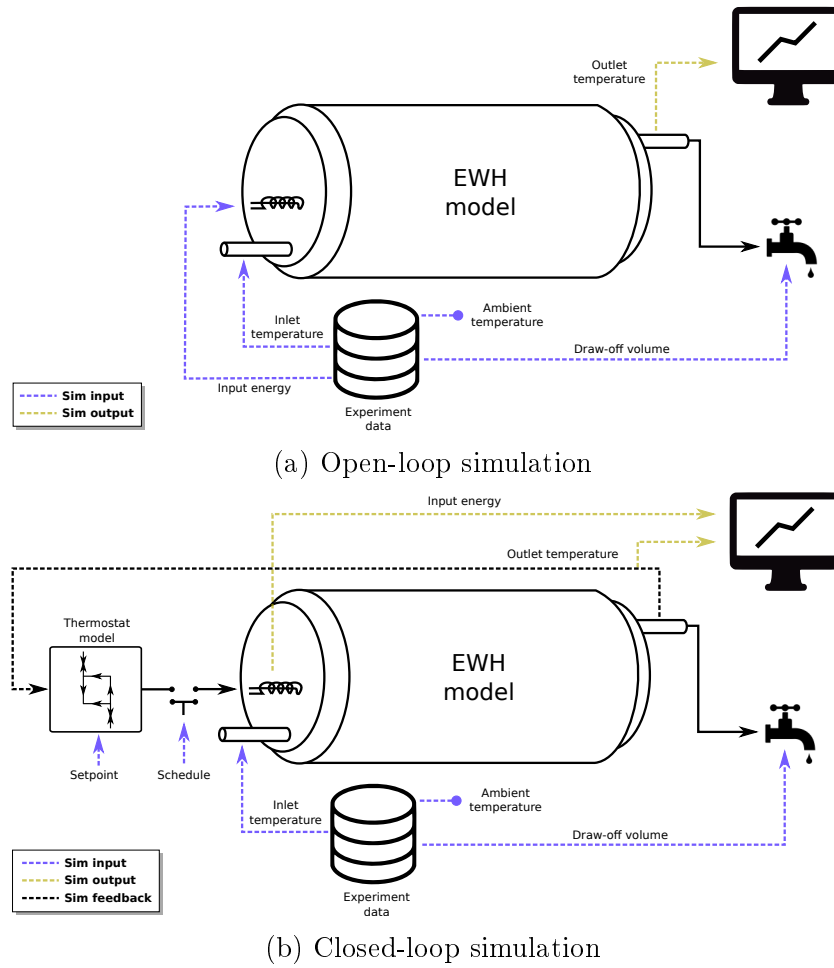 Outlet
temperature
EWH
model
Inlet
temperature
Ambient
temperature
Draw-off volume
Input energy
Experiment
data
Sim input
Sim output
(a) Open-loop simulation
Input energy
Outlet temperature
Thermostat
model
EWH
model
Setpoint
Schedule
Inlet
temperature
Ambient
temperature
Draw-off volume
Experiment
data
Sim input
Sim output
Sim feedback
(b) Closed-loop simulation